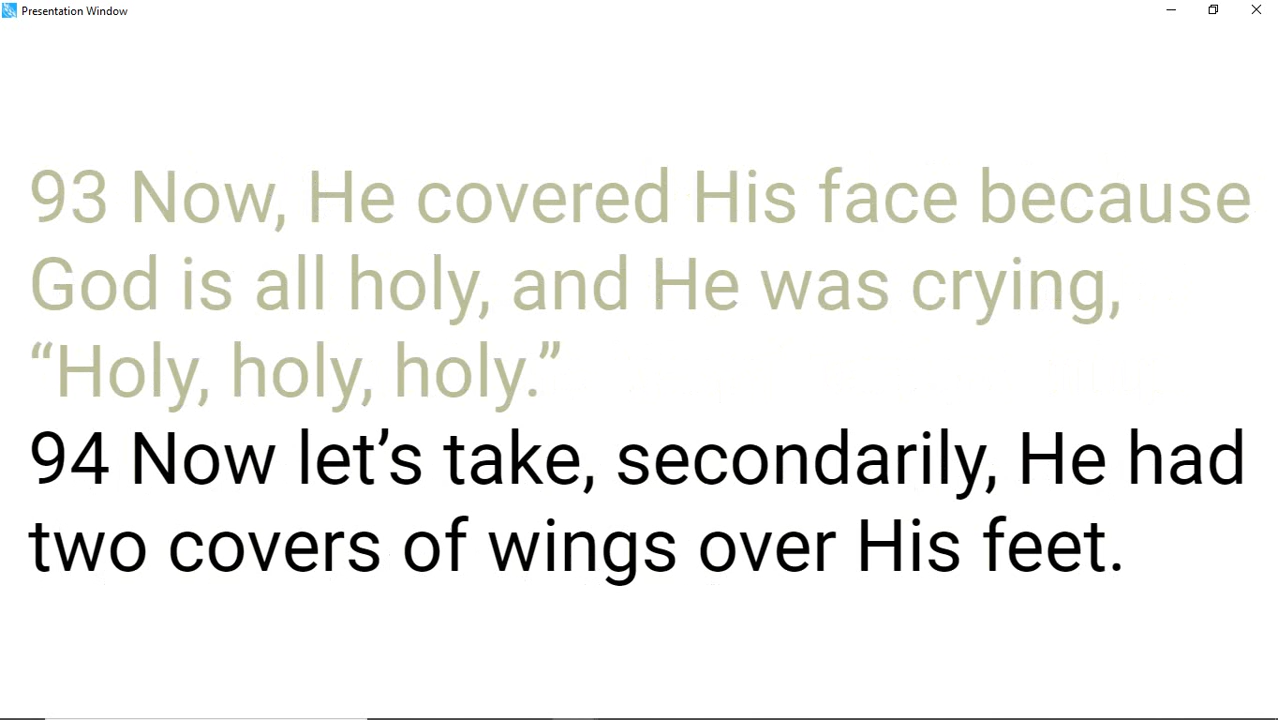 Presentation Window
93 Now, He covered His face because
God is all holy, and He was crying,
“Holy, holy, holy.”
94 Now let’s take, secondarily, He had
two covers of wings over His feet.